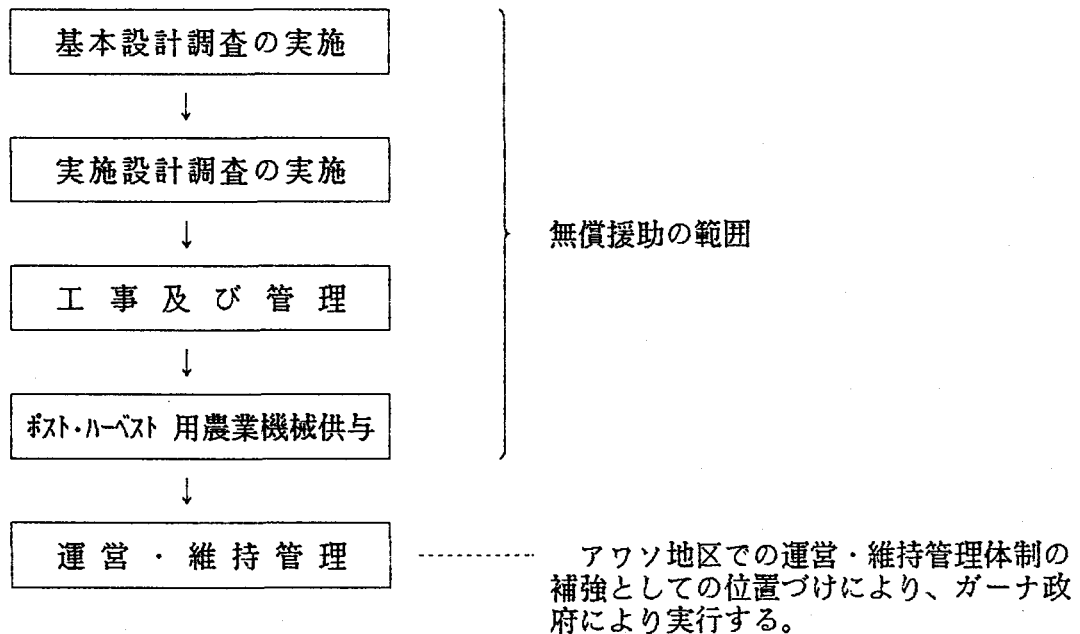 基本設計調査の実施
↓
実施設計調査の実施
↓
無償援助の範囲
工事及び管理
↓
ポスト・ハーベスト 用農業機械供与
↓
運営・維持管理
アワソ地区での運営・維持管理体制の
補強としての位置づけにより、ガーナ政
府により実行する。